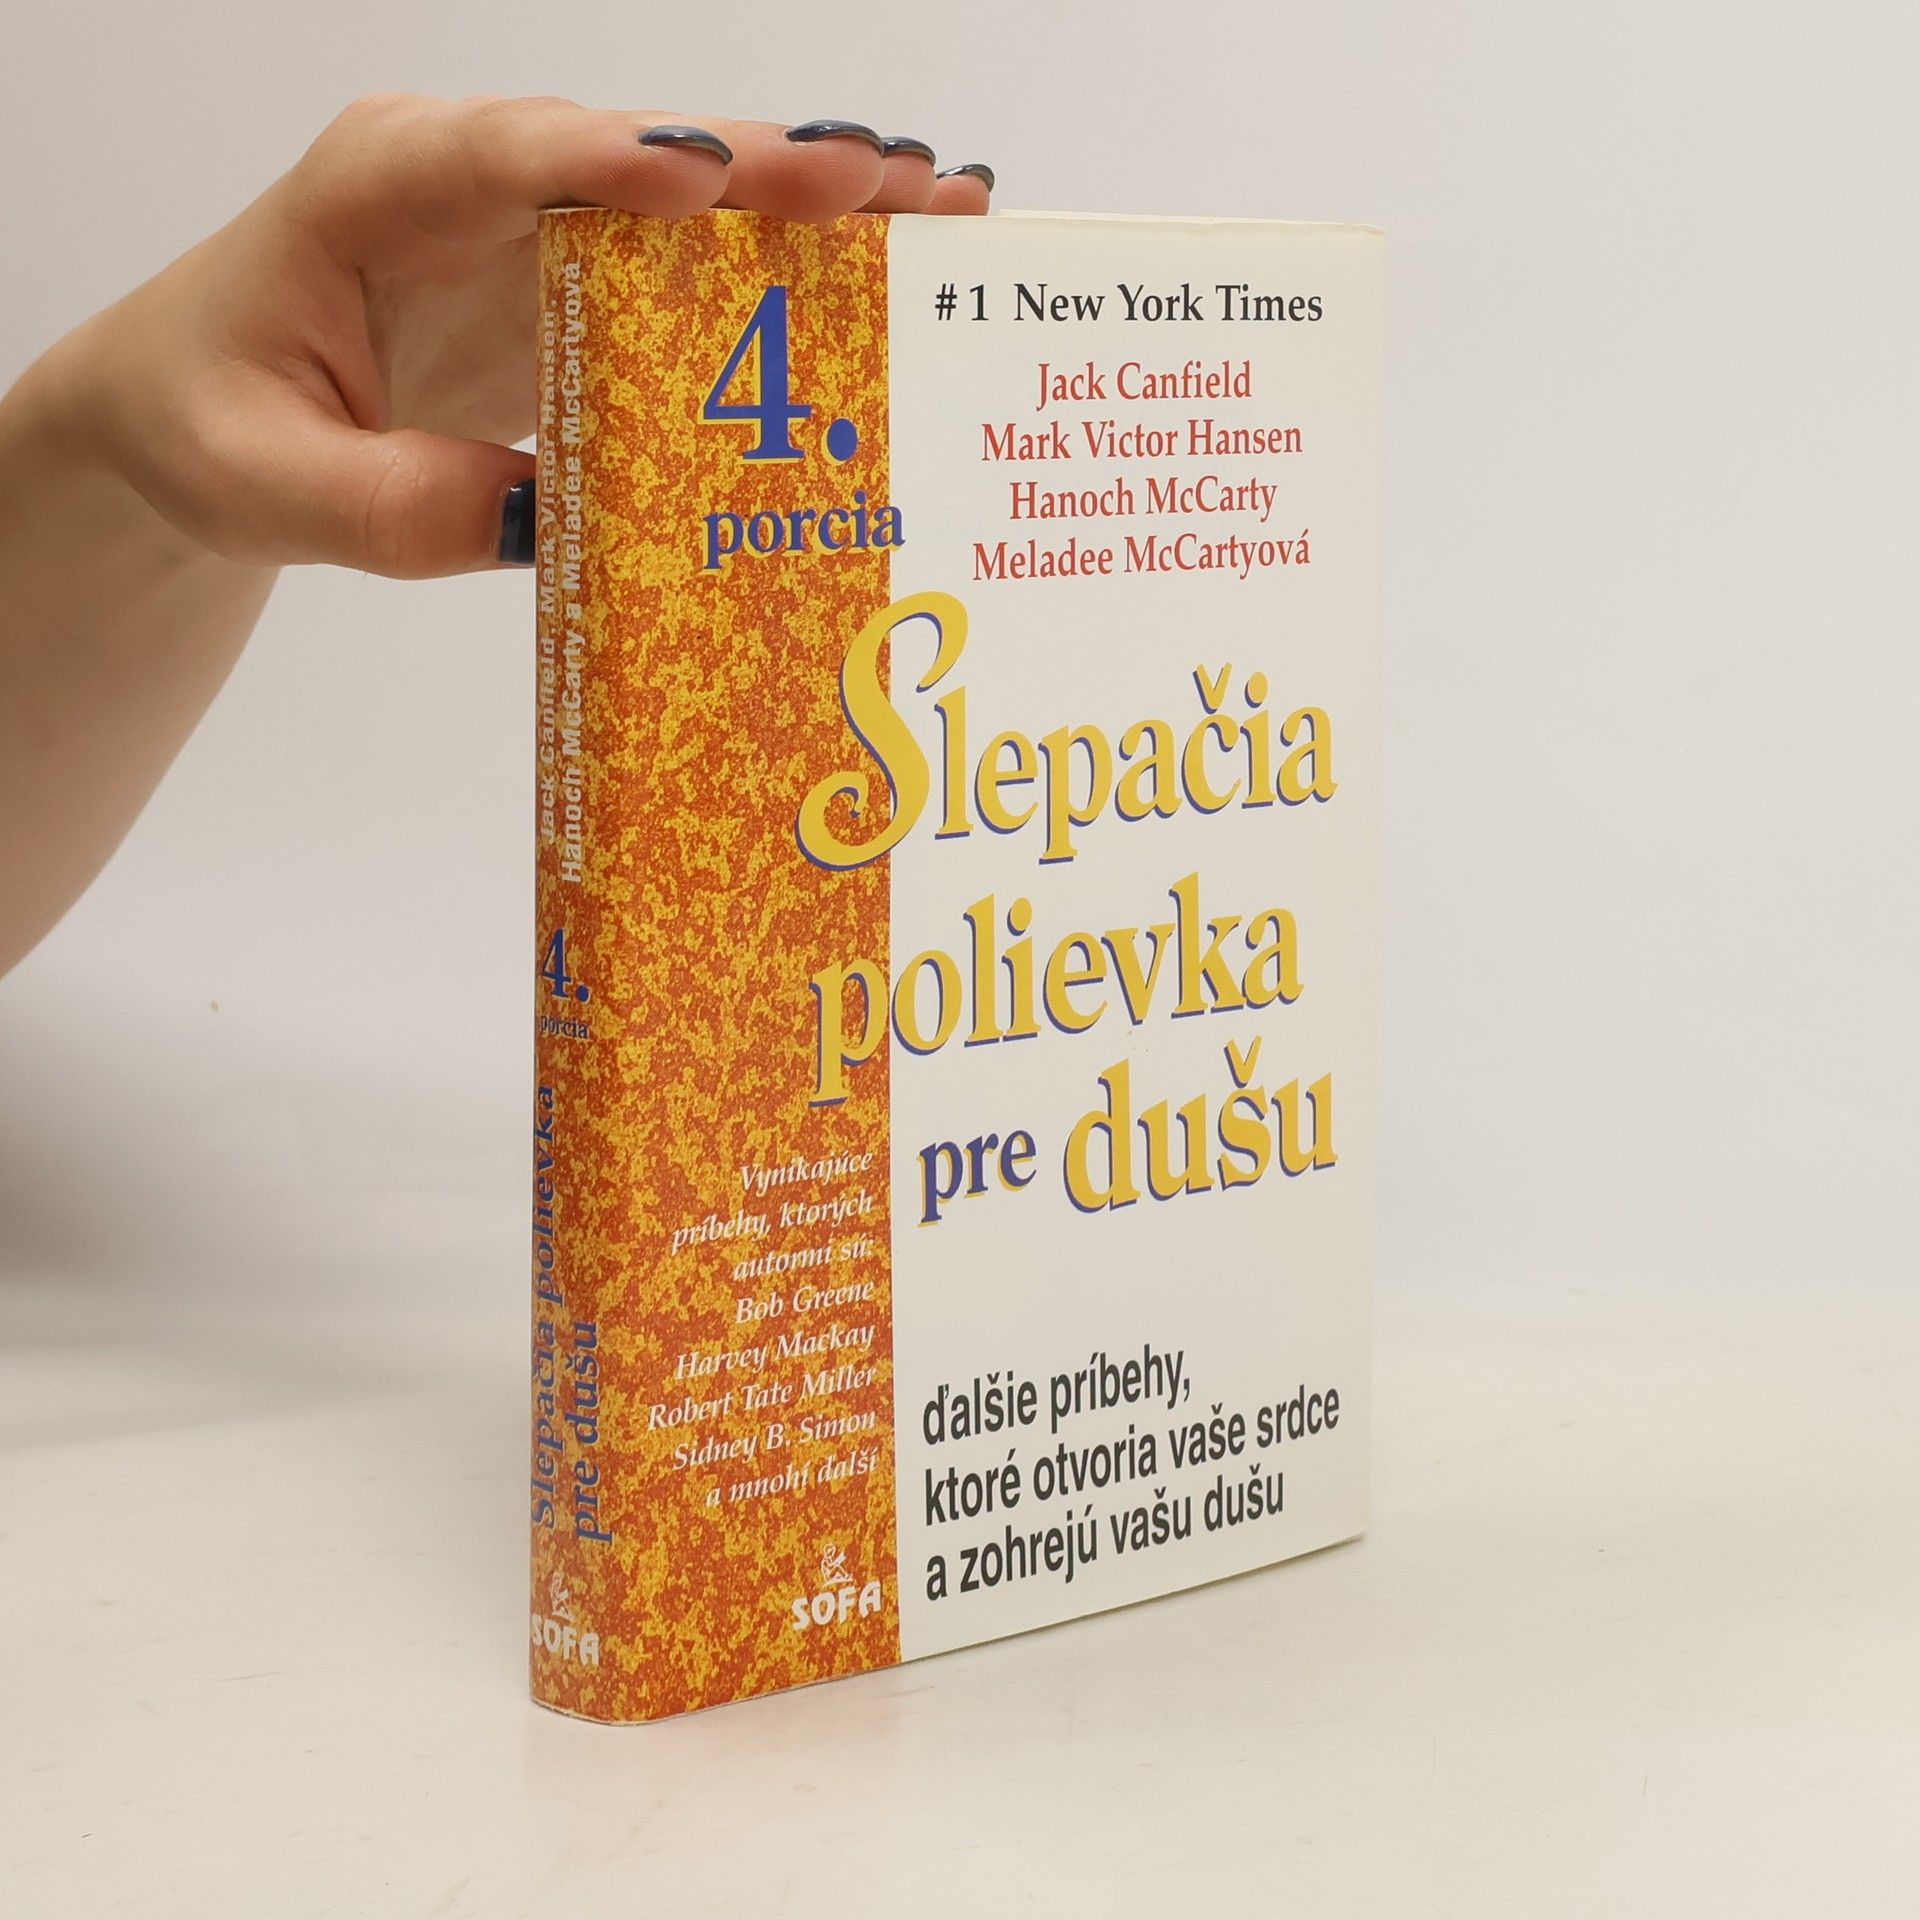 Jack Canfield, Mark Victor Hansen,
Hanoch McCarty a Meladee McCartyová
4.
porcia
Slepačia polievka
pre dušu
SOFA
4.
porcia
# 1 New York Times
Jack Canfield
Mark Victor Hansen
Hanoch McCarty
Meladee McCartyová
Slepačia
polievka
pre dušu
Vynikajúce
príbehy, ktorých
autormi sú:
Bob Greene
Harvey Mackay
Robert Tate Miller
Sidney B. Simon
a mnohí ďalší
SOFA
ďalšie príbehy,
ktoré otvoria vaše srdce
a zohrejú vašu dušu